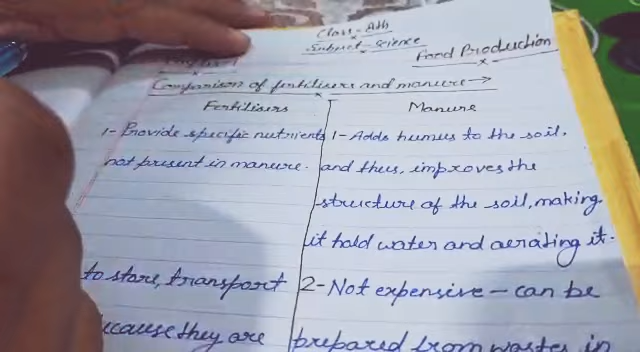 Class - 8th
Subject - Science
Food Production
Comparison of fertilisers and manure →
Fertilisers
Manure
1- Provide specific nutrients
not present in manure.
1- Adds humus to the soil,
and thus, improves the
structure of the soil, making
it hold water and aerating it.
to store, transport
because they are
2- Not expensive - can be
prepared from wastes in